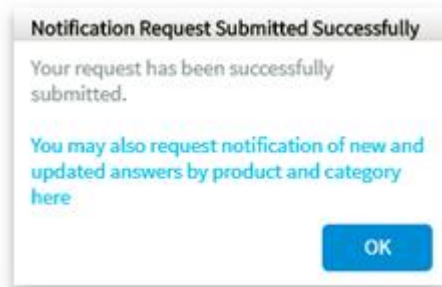 Notification Request Submitted Successfully
Your request has been successfully
submitted.
You may also request notification of new and
updated answers by product and category
here
OK